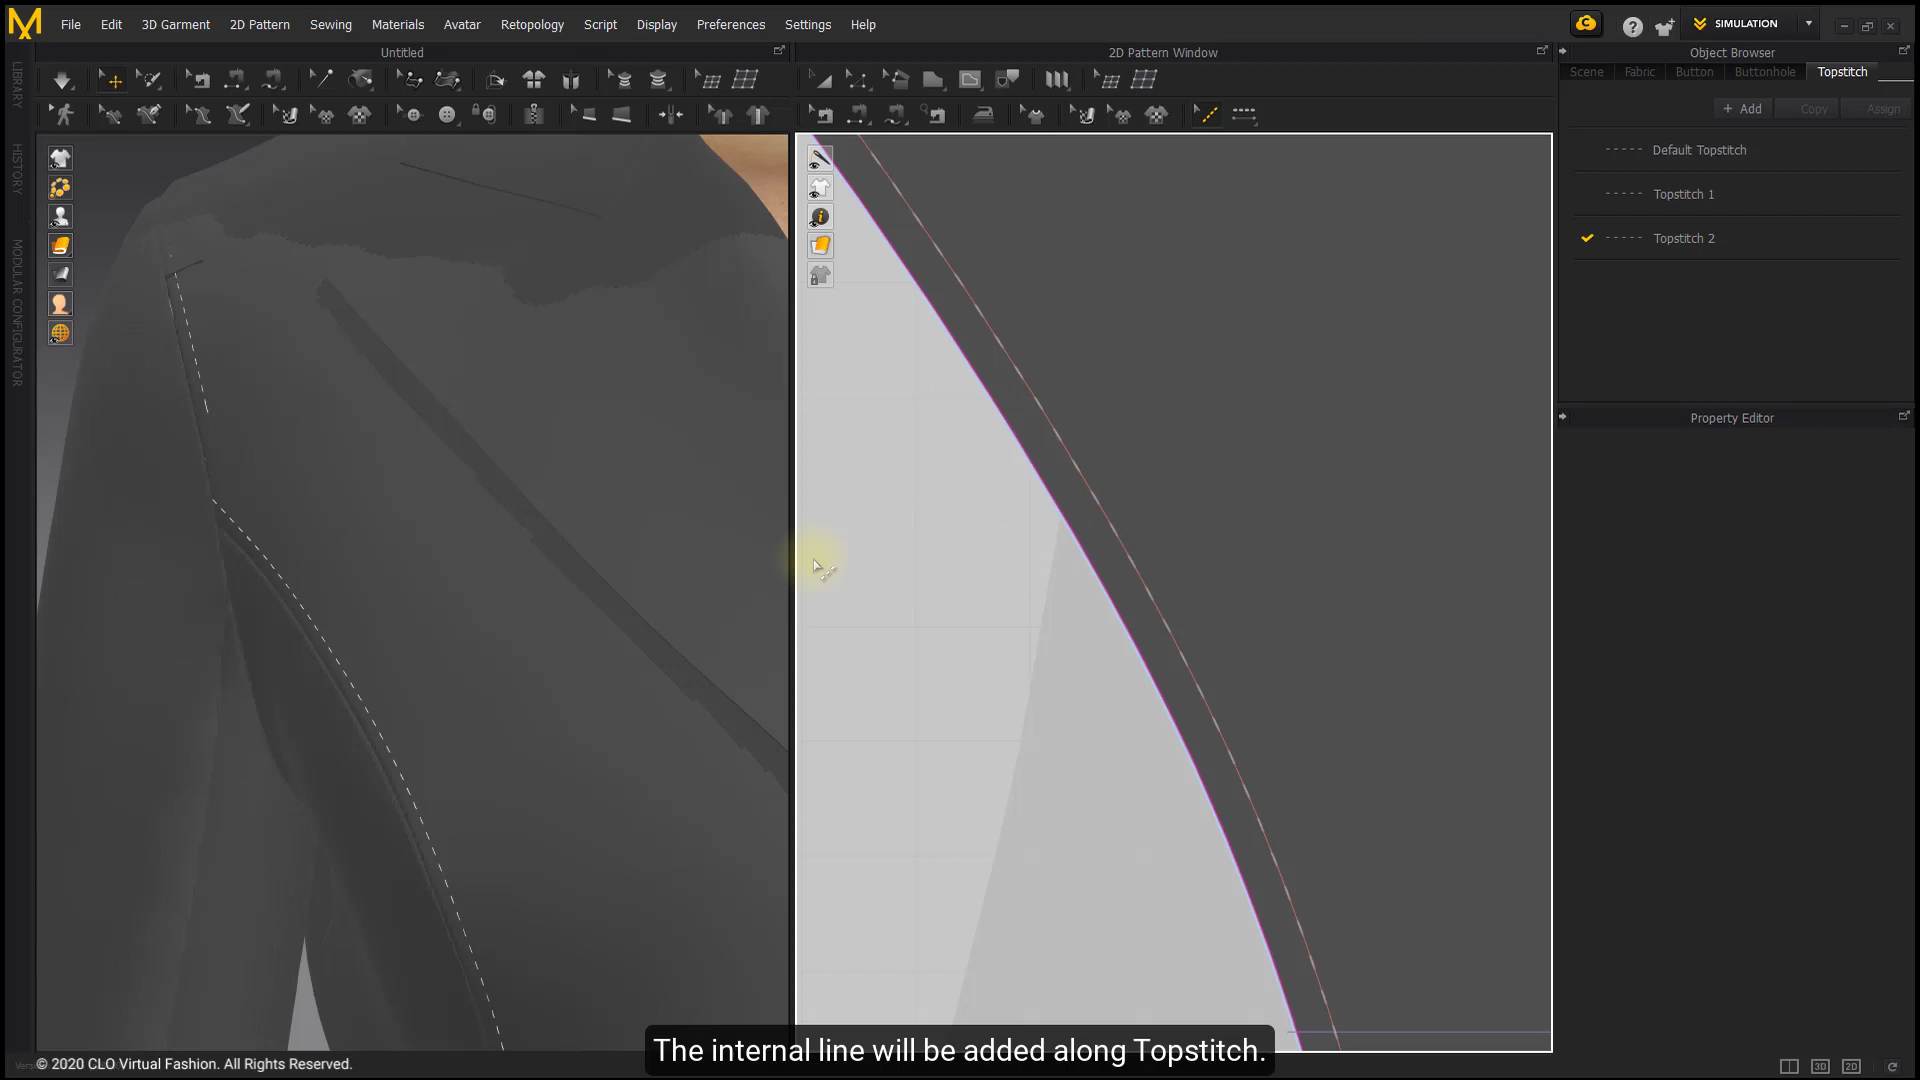 File Edit 3D Garment 2D Pattern Sewing Materials Avatar Retopology Script Display Preferences Settings Help
SIMULATION
Untitled
2D Pattern Window
Object Browser
LIBRARY
HISTORY
MODULAR CONFIGURATOR
Scene Fabric Button Buttonhole Topstitch
+ Add Copy Assign
Default Topstitch
Topstitch 1
Topstitch 2
Property Editor
The internal line will be added along Topstitch.
© 2020 CLO Virtual Fashion. All Rights Reserved.
3D 2D